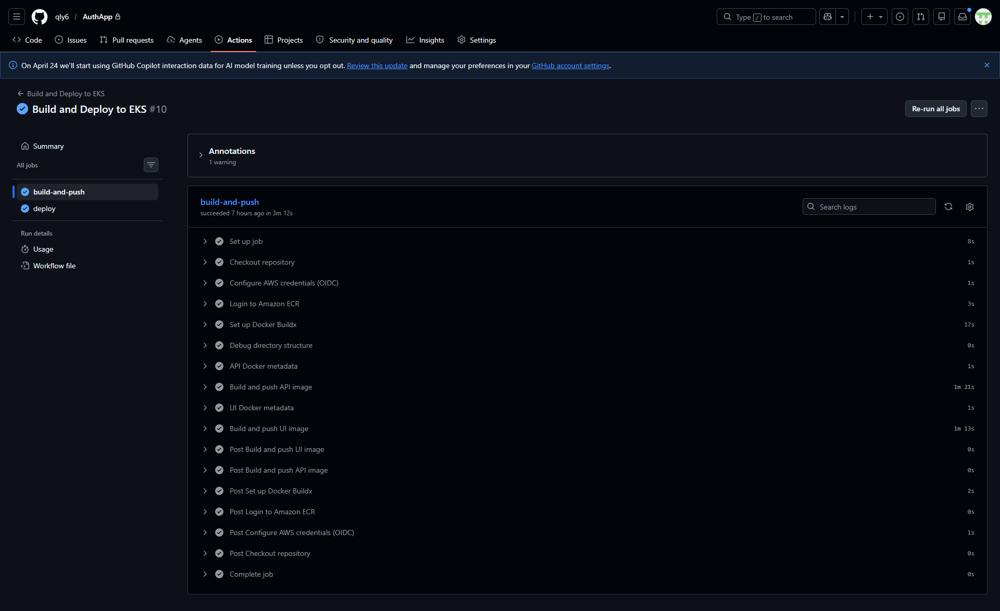 qly6 / AuthApp
Type / to search
Code Issues Pull requests Agents Actions Projects Security and quality Insights Settings
On April 24 we'll start using GitHub Copilot interaction data for AI model training unless you opt out. Review this update and manage your preferences in your GitHub account settings.
Build and Deploy to EKS
Build and Deploy to EKS #10
Re-run all jobs
Summary
All jobs
build-and-push
deploy
Run details
Usage
Workflow file
Annotations
1 warning
build-and-push
succeeded 7 hours ago in 3m 12s
Search logs
Set up job 8s
Checkout repository 1s
Configure AWS credentials (OIDC) 1s
Login to Amazon ECR 3s
Set up Docker Buildx 17s
Debug directory structure 0s
API Docker metadata 1s
Build and push API image 1m 21s
UI Docker metadata 1s
Build and push UI image 1m 13s
Post Build and push UI image 0s
Post Build and push API image 0s
Post Set up Docker Buildx 2s
Post Login to Amazon ECR 0s
Post Configure AWS credentials (OIDC) 1s
Post Checkout repository 0s
Complete job 0s